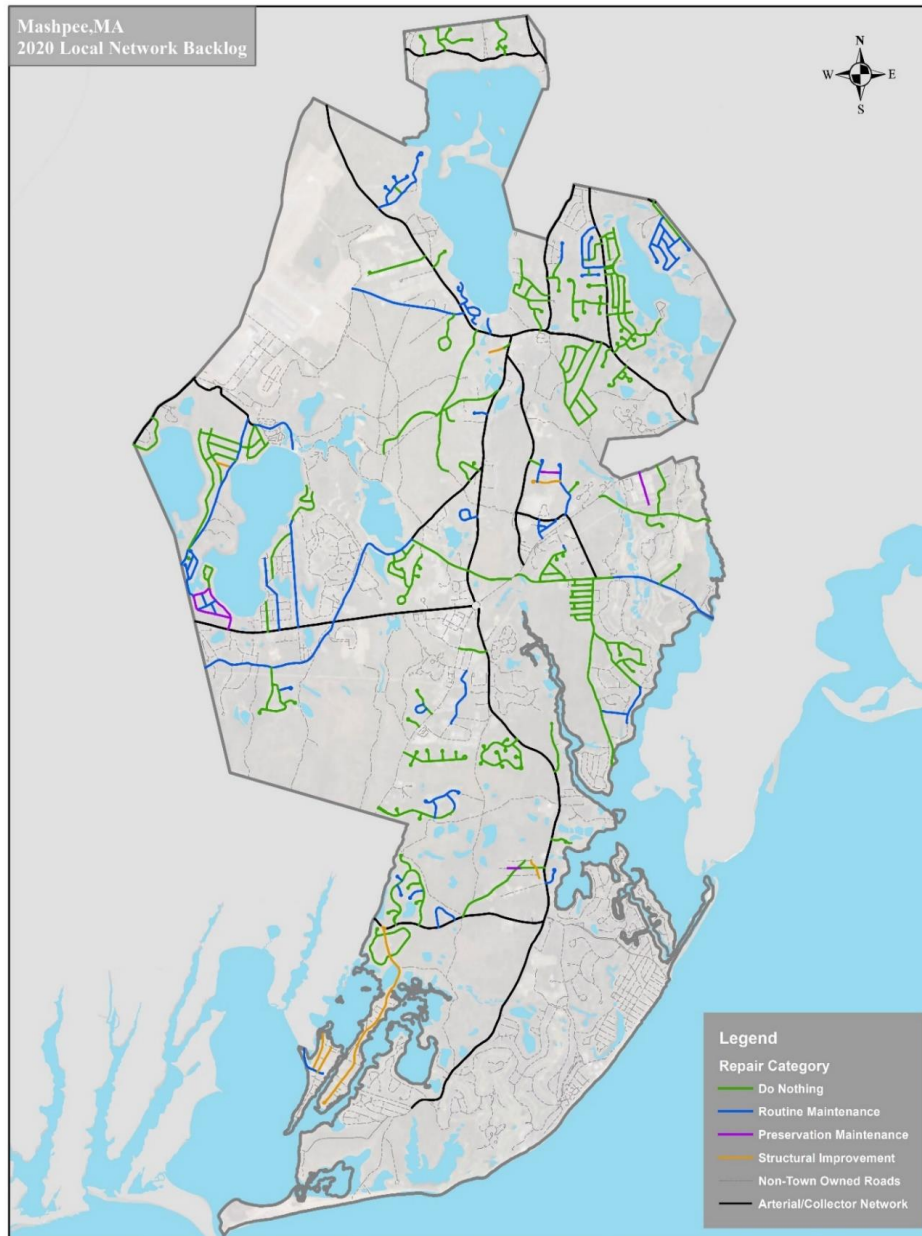 Mashpee,MA
2020 Local Network Backlog
N
W
E
S
Legend
Repair Category
Do Nothing
Routine Maintenance
Preservation Maintenance
Structural Improvement
Non-Town Owned Roads
Arterial/Collector Network